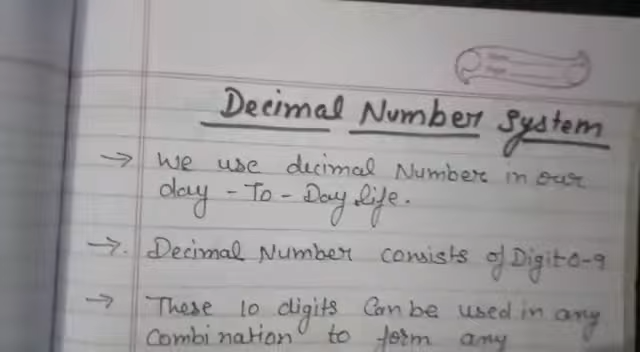 Decimal Number System
→ We use decimal Number in our
day - To - Day life.
→. Decimal Number consists of Digit 0-9
→ These 10 digits Can be used in any
Combination to form any